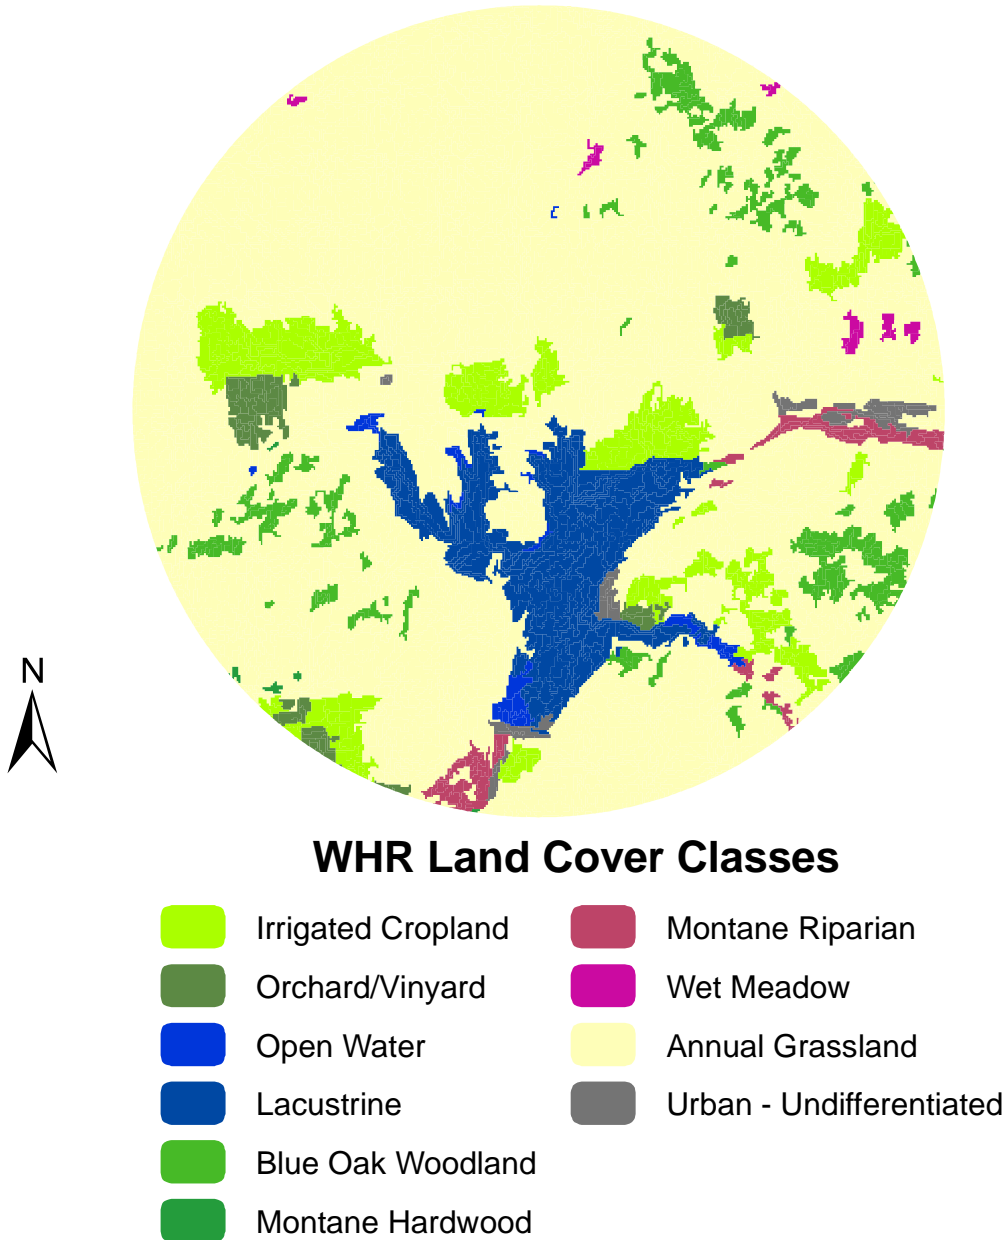 N
WHR Land Cover Classes
Irrigated Cropland
Orchard/Vinyard
Open Water
Lacustrine
Blue Oak Woodland
Montane Hardwood
Montane Riparian
Wet Meadow
Annual Grassland
Urban - Undifferentiated